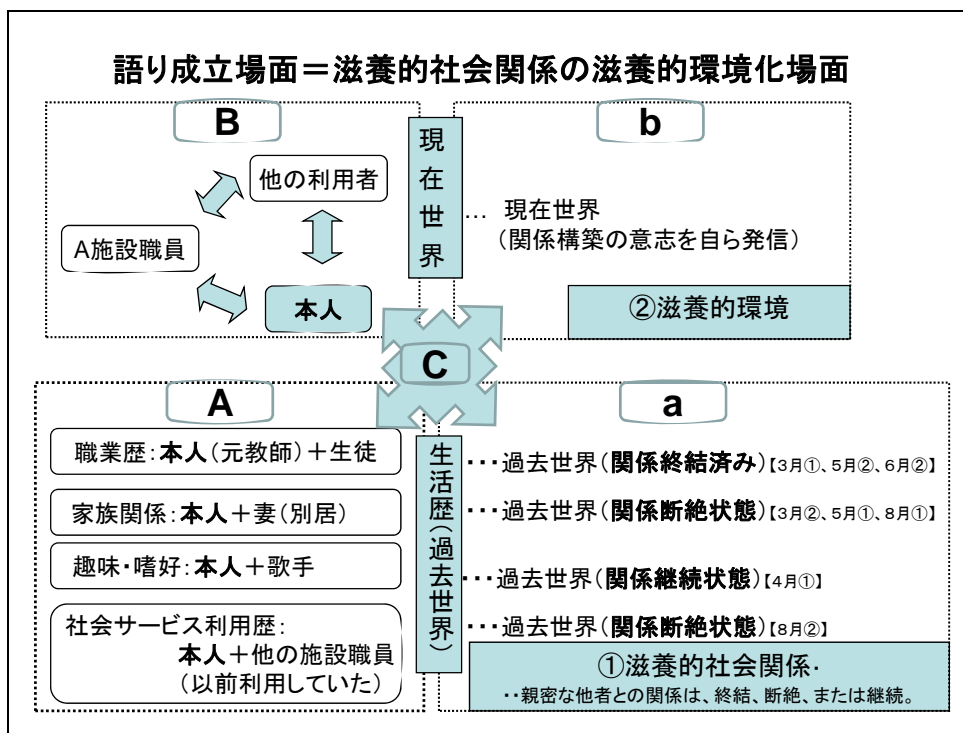 語り成立場面＝滋養的社会関係の滋養的環境化場面
B
他の利用者
A施設職員
本人
現在世界
b
… 現在世界
（関係構築の意志を自ら発信）
②滋養的環境
C
A
職業歴：本人（元教師）＋生徒
家族関係：本人＋妻（別居）
趣味・嗜好：本人＋歌手
社会サービス利用歴：
本人＋他の施設職員
（以前利用していた）
生活歴（過去世界）
a
・・・過去世界（関係終結済み）【3月①、5月②、6月②】
・・・過去世界（関係断絶状態）【3月②、5月①、8月①】
・・・過去世界（関係継続状態）【4月①】
・・・過去世界（関係断絶状態）【8月②】
①滋養的社会関係・
・・親密な他者との関係は、終結、断絶、または継続。